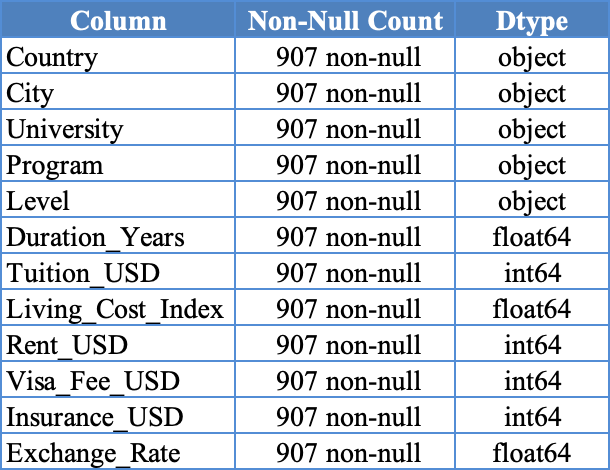 Column Non-Null Count Dtype
Country 907 non-null object
City 907 non-null object
University 907 non-null object
Program 907 non-null object
Level 907 non-null object
Duration_Years 907 non-null float64
Tuition_USD 907 non-null int64
Living_Cost_Index 907 non-null float64
Rent_USD 907 non-null int64
Visa_Fee_USD 907 non-null int64
Insurance_USD 907 non-null int64
Exchange_Rate 907 non-null float64